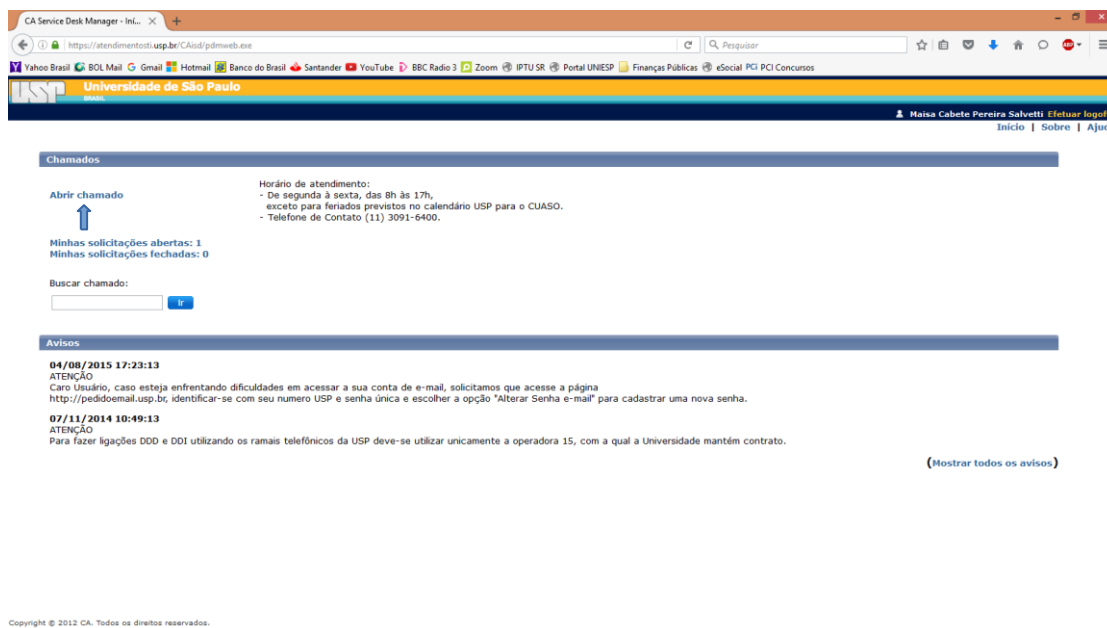 CA Service Desk Manager - Iní...
https://atendimentosti.usp.br/CAisd/pdmweb.exe
Pesquisar
ABP
Yahoo Brasil BOL Mail Gmail Hotmail Banco do Brasil Santander YouTube BBC Radio 3 Zoom IPTU SR Portal UNIESP Finanças Públicas eSocial PCI PCI Concursos
USP Universidade de São Paulo
BRASIL
Maisa Cabete Pereira Salvetti Efetuar logof
Início | Sobre | Ajud
Chamados
Abrir chamado
Horário de atendimento:
- De segunda à sexta, das 8h às 17h,
exceto para feriados previstos no calendário USP para o CUASO.
- Telefone de Contato (11) 3091-6400.
Minhas solicitações abertas: 1
Minhas solicitações fechadas: 0
Buscar chamado:
Ir
Avisos
04/08/2015 17:23:13
ATENÇÃO
Caro Usuário, caso esteja enfrentando dificuldades em acessar a sua conta de e-mail, solicitamos que acesse a página
http://pedidoemail.usp.br, identificar-se com seu numero USP e senha única e escolher a opção "Alterar Senha e-mail" para cadastrar uma nova senha.
07/11/2014 10:49:13
ATENÇÃO
Para fazer ligações DDD e DDI utilizando os ramais telefônicos da USP deve-se utilizar unicamente a operadora 15, com a qual a Universidade mantém contrato.
(Mostrar todos os avisos)
Copyright © 2012 CA. Todos os direitos reservados.